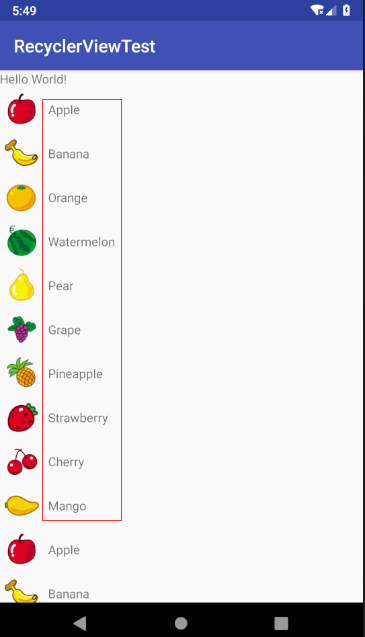 5:49
RecyclerViewTest
Hello World!
Apple
Banana
Orange
Watermelon
Pear
Grape
Pineapple
Strawberry
Cherry
Mango
Apple
Banana